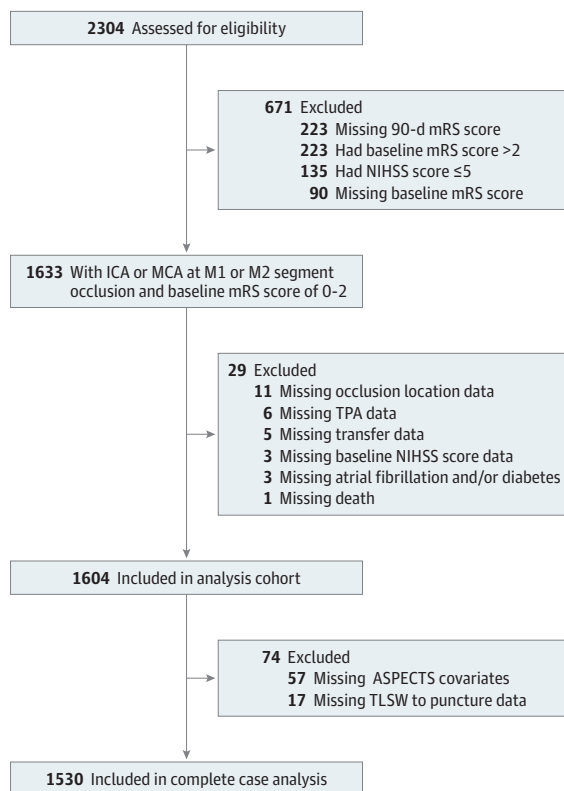 2304 Assessed for eligibility
671 Excluded
223 Missing 90-d mRS score
223 Had baseline mRS score >2
135 Had NIHSS score ≤5
90 Missing baseline mRS score
1633 With ICA or MCA at M1 or M2 segment
occlusion and baseline mRS score of 0-2
29 Excluded
11 Missing occlusion location data
6 Missing TPA data
5 Missing transfer data
3 Missing baseline NIHSS score data
3 Missing atrial fibrillation and/or diabetes
1 Missing death
1604 Included in analysis cohort
74 Excluded
57 Missing ASPECTS covariates
17 Missing TLSW to puncture data
1530 Included in complete case analysis